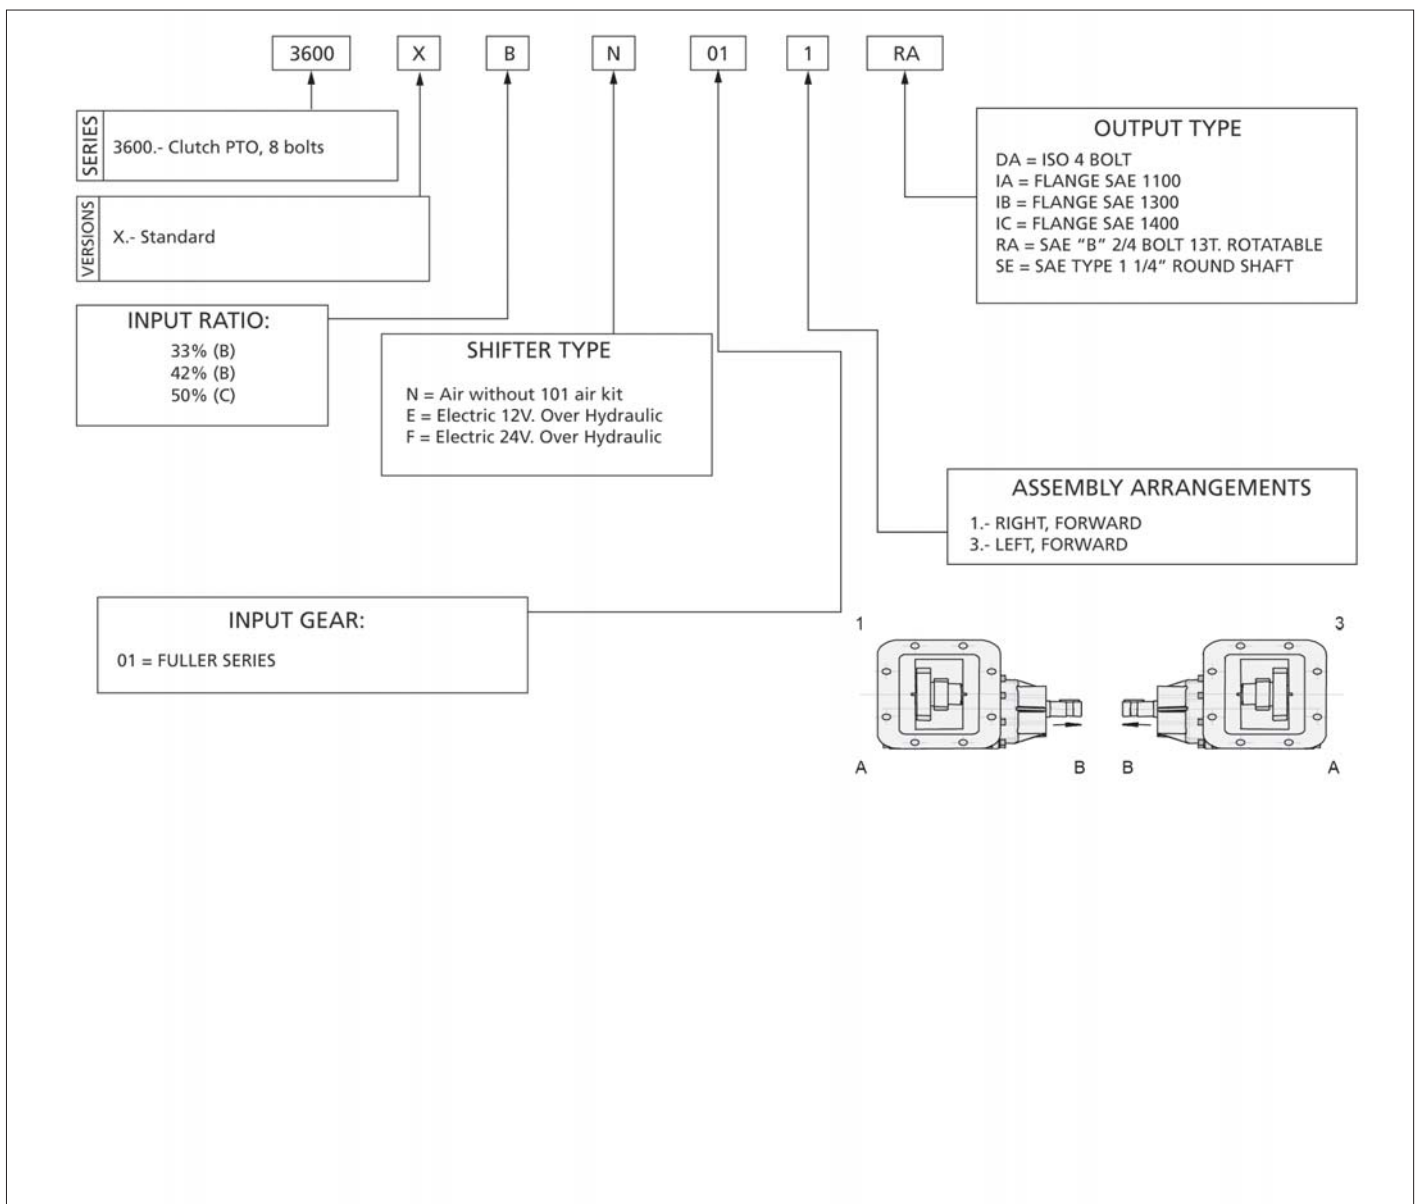 3600 X B N 01 1 RA
SERIES
3600.- Clutch PTO, 8 bolts
VERSIONS
X.- Standard
INPUT RATIO:
33% (B)
42% (B)
50% (C)
SHIFTER TYPE
N = Air without 101 air kit
E = Electric 12V. Over Hydraulic
F = Electric 24V. Over Hydraulic
OUTPUT TYPE
DA = ISO 4 BOLT
IA = FLANGE SAE 1100
IB = FLANGE SAE 1300
IC = FLANGE SAE 1400
RA = SAE “B” 2/4 BOLT 13T. ROTATABLE
SE = SAE TYPE 1 1/4” ROUND SHAFT
ASSEMBLY ARRANGEMENTS
1.- RIGHT, FORWARD
3.- LEFT, FORWARD
INPUT GEAR:
01 = FULLER SERIES
1 3
A B B A